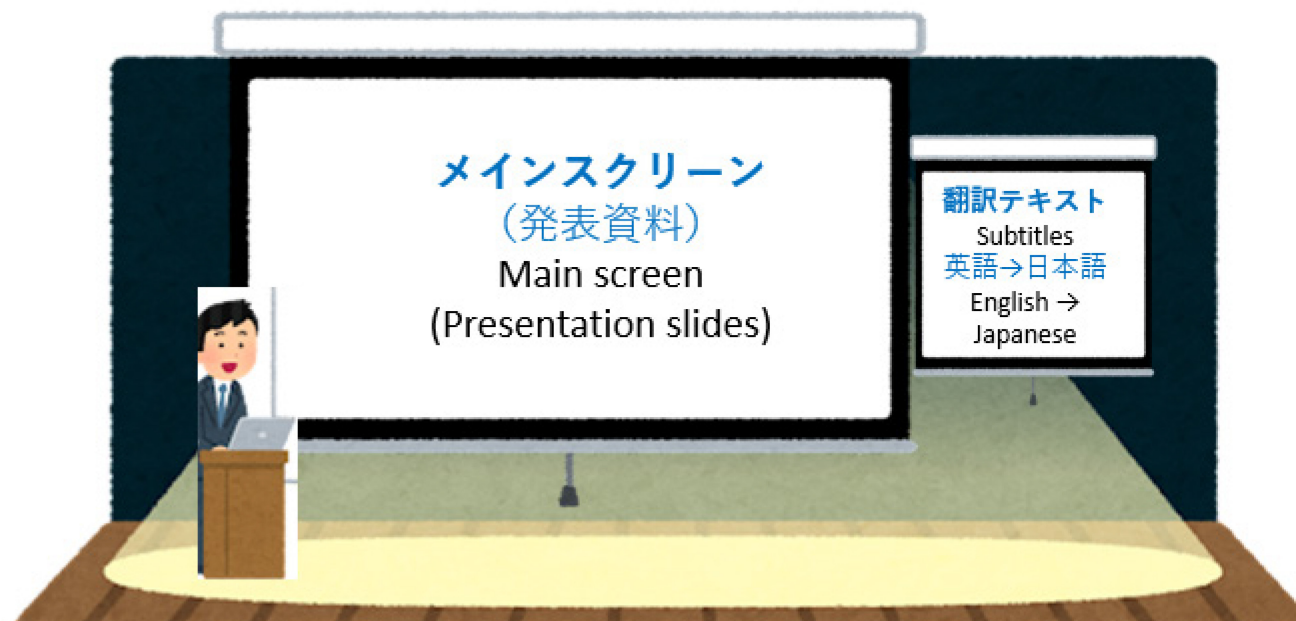 メインスクリーン
（発表資料）
Main screen
(Presentation slides)
翻訳テキスト
Subtitles
英語→日本語
English →
Japanese